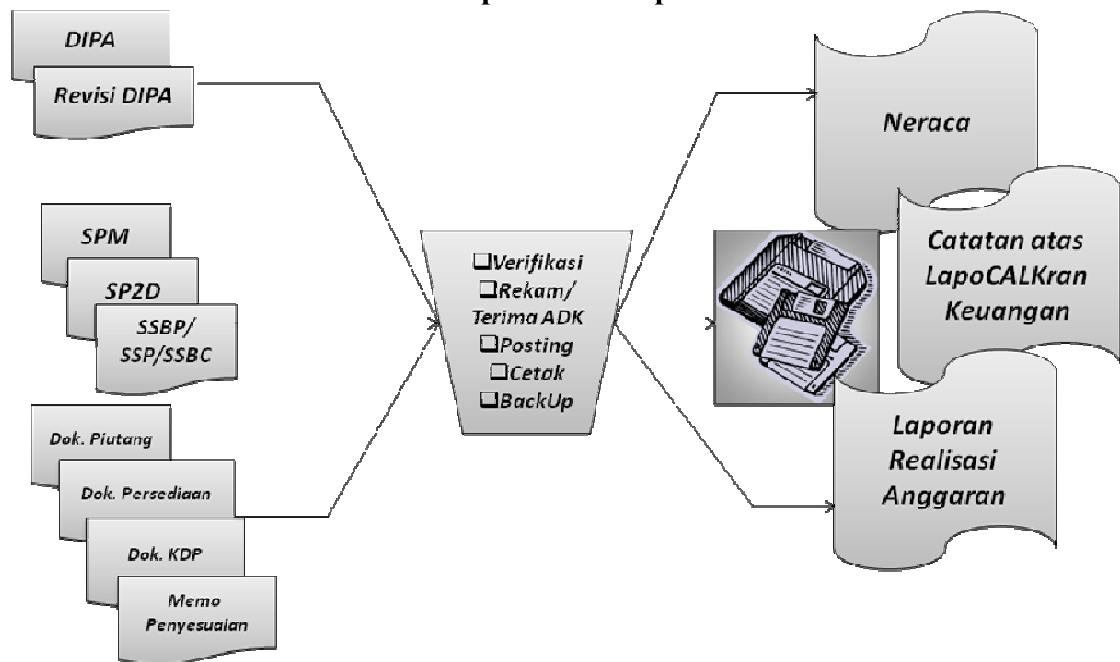 DIPA
Revisi DIPA
SPM
SP2D
SSBP/
SSP/SSBC
Dok. Piutang
Dok. Persediaan
Dok. KDP
Memo
Penyesuaian
❑Verifikasi
❑Rekam/
Terima ADK
❑Posting
❑Cetak
❑BackUp
Neraca
Catatan atas
LapoCALKran
Keuangan
Laporan
Realisasi
Anggaran